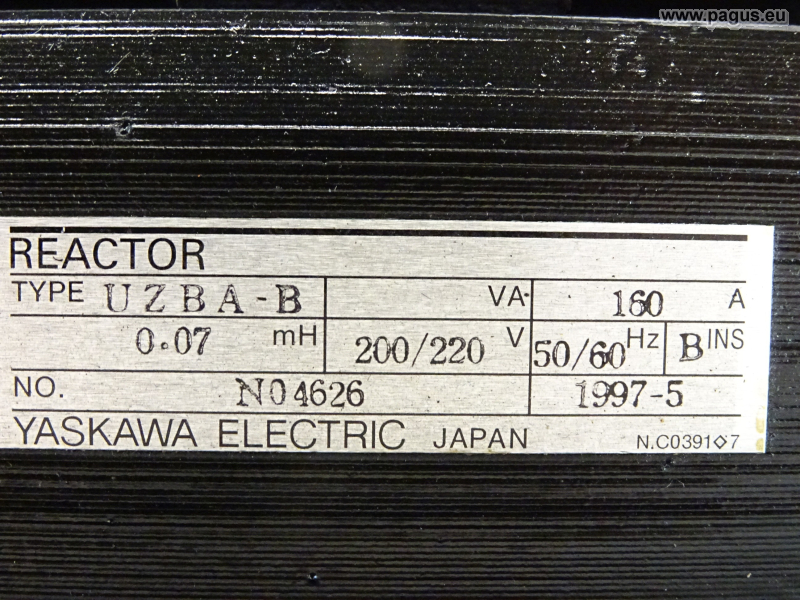 www.pagus.eu
REACTOR
TYPE UZBA-B VA 160 A
0.07 mH 200/220 V 50/60 Hz B INS
NO. N04626 1997-5
YASKAWA ELECTRIC JAPAN N.C0391◇7